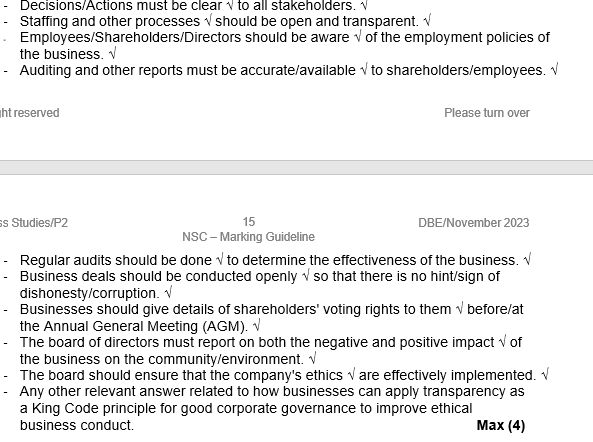 - Decisions/Actions must be clear √ to all stakeholders. √
- Staffing and other processes √ should be open and transparent. √
- Employees/Shareholders/Directors should be aware √ of the employment policies of
the business. √
- Auditing and other reports must be accurate/available √ to shareholders/employees. √
reserved
Please turn over
Studies/P2
15
DBE/November 2023
NSC – Marking Guideline
- Regular audits should be done √ to determine the effectiveness of the business. √
- Business deals should be conducted openly √ so that there is no hint/sign of
dishonesty/corruption. √
- Businesses should give details of shareholders' voting rights to them √ before/at
the Annual General Meeting (AGM). √
- The board of directors must report on both the negative and positive impact √ of
the business on the community/environment. √
- The board should ensure that the company's ethics √ are effectively implemented. √
- Any other relevant answer related to how businesses can apply transparency as
a King Code principle for good corporate governance to improve ethical
business conduct. Max (4)